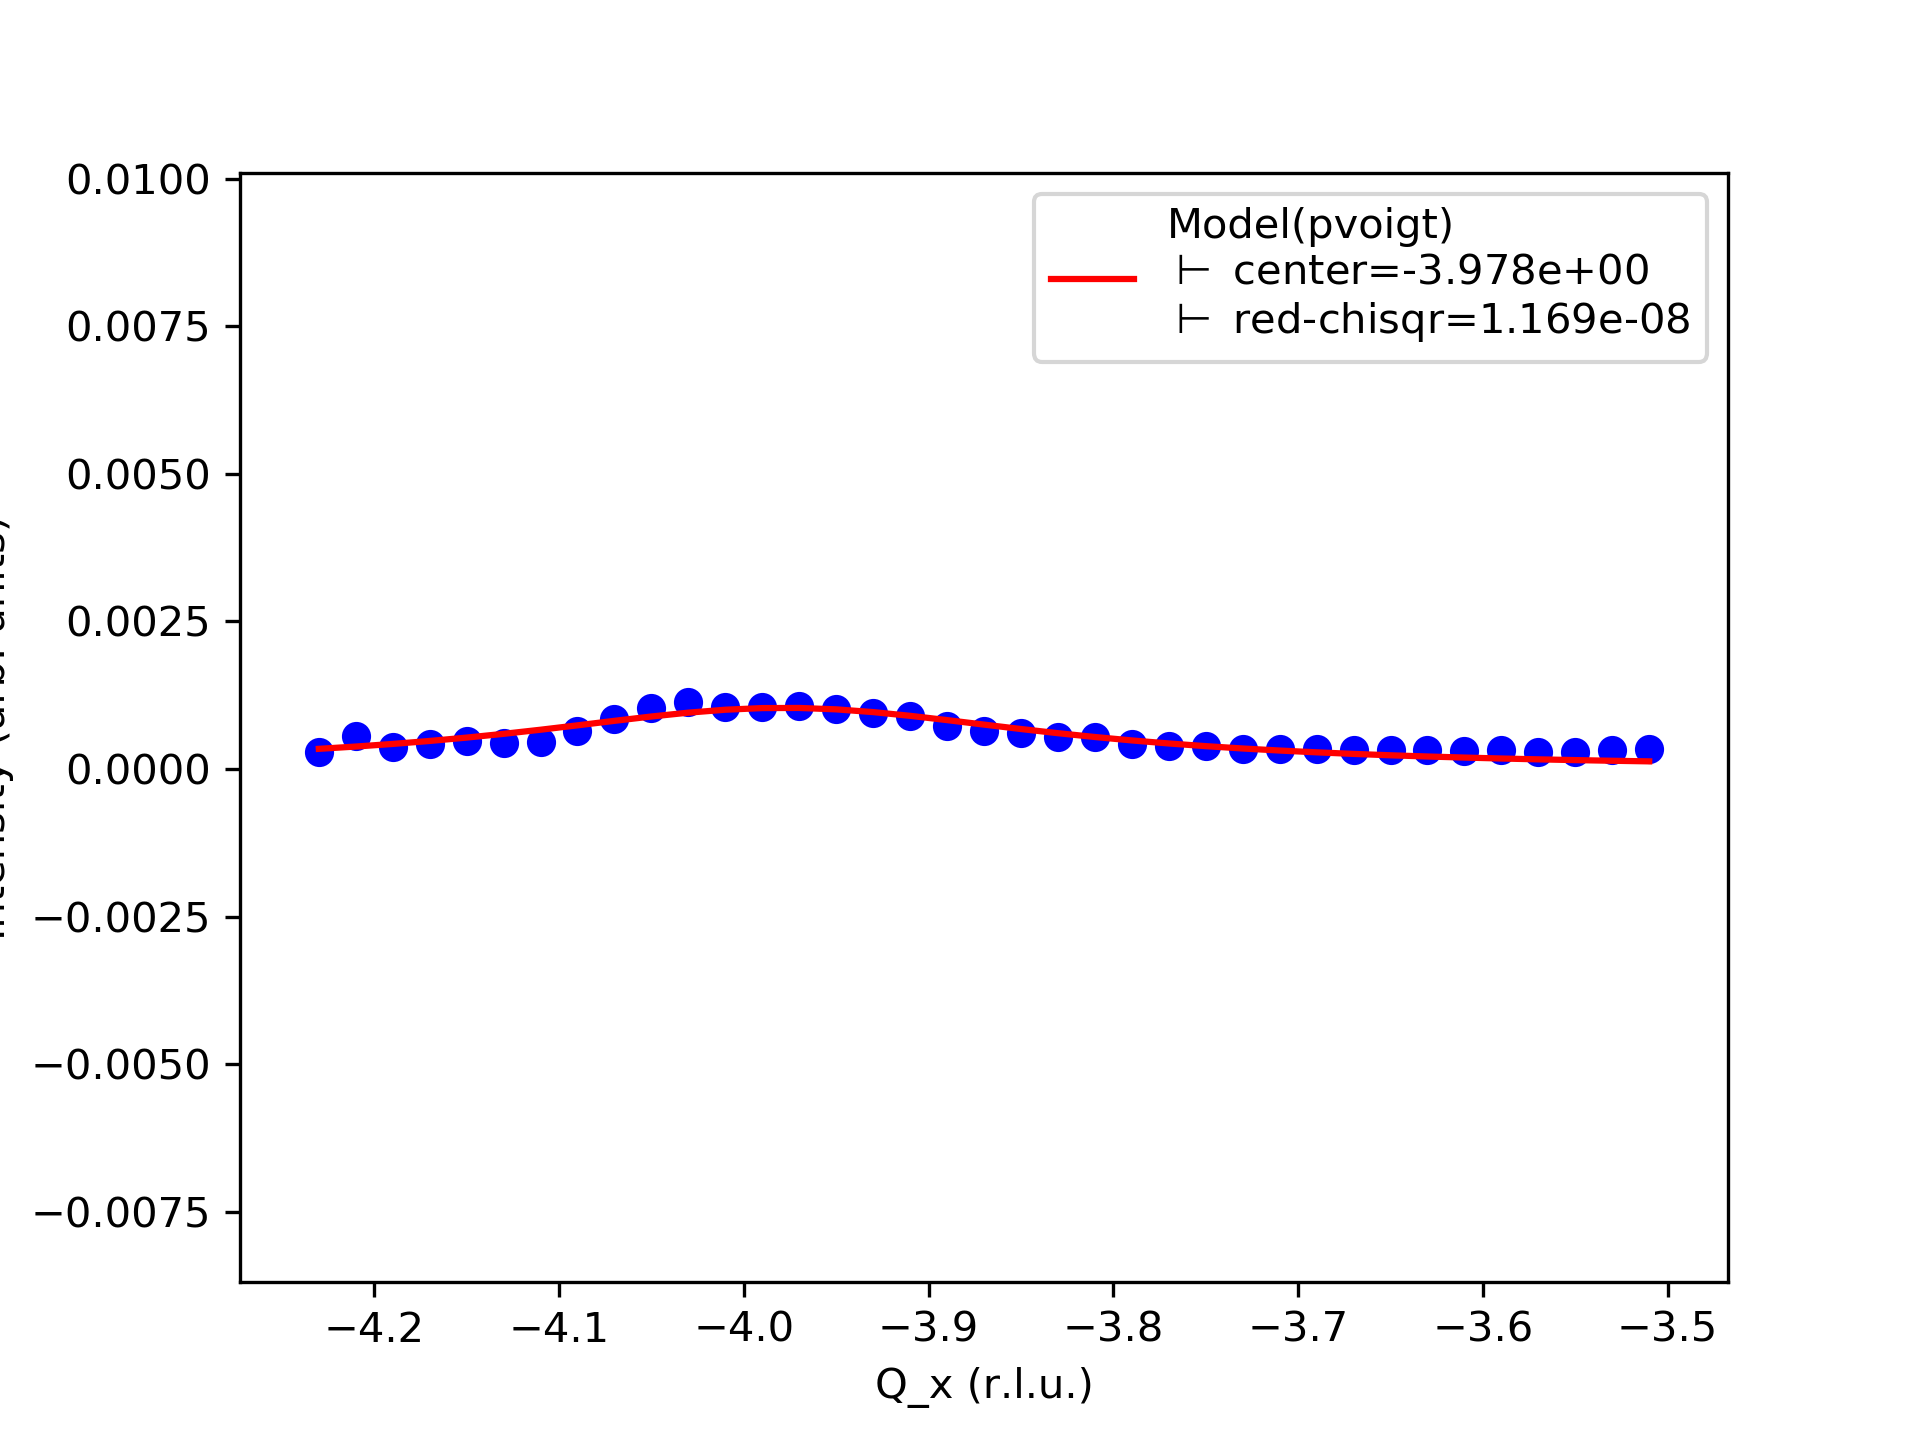 0.0100
0.0075
0.0050
0.0025
0.0000
−0.0025
−0.0050
−0.0075
Model(pvoigt)
⊢ center=-3.978e+00
⊢ red-chisqr=1.169e-08
−4.2 −4.1 −4.0 −3.9 −3.8 −3.7 −3.6 −3.5
Q_x (r.l.u.)